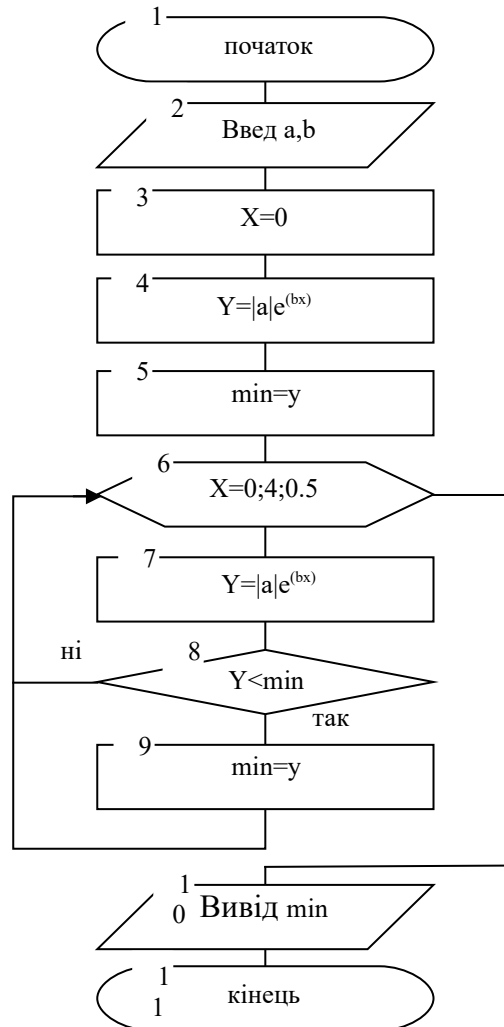 1
початок
2
Введ a,b
3
X=0
4
Y=|a|e^(bx)
5
min=y
6
X=0;4;0.5
7
Y=|a|e^(bx)
ні
8
Y<min
так
9
min=y
1
0
Вивід min
1
1
кінець